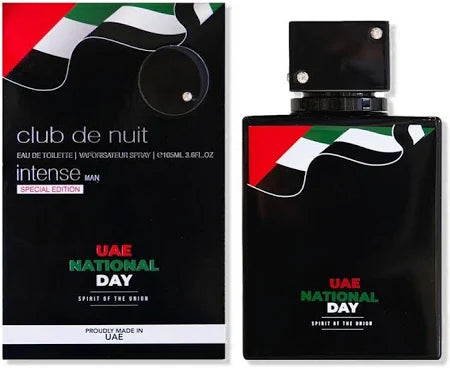 club de nuit
EAU DE TOILETTE | VAPORISATEUR SPRAY | ℮105ML 3.6FL.OZ
intense MAN
SPECIAL EDITION
UAE
NATIONAL
DAY
SPIRIT OF THE UNION
PROUDLY MADE IN
UAE
UAE
NATIONAL
DAY
SPIRIT OF THE UNION